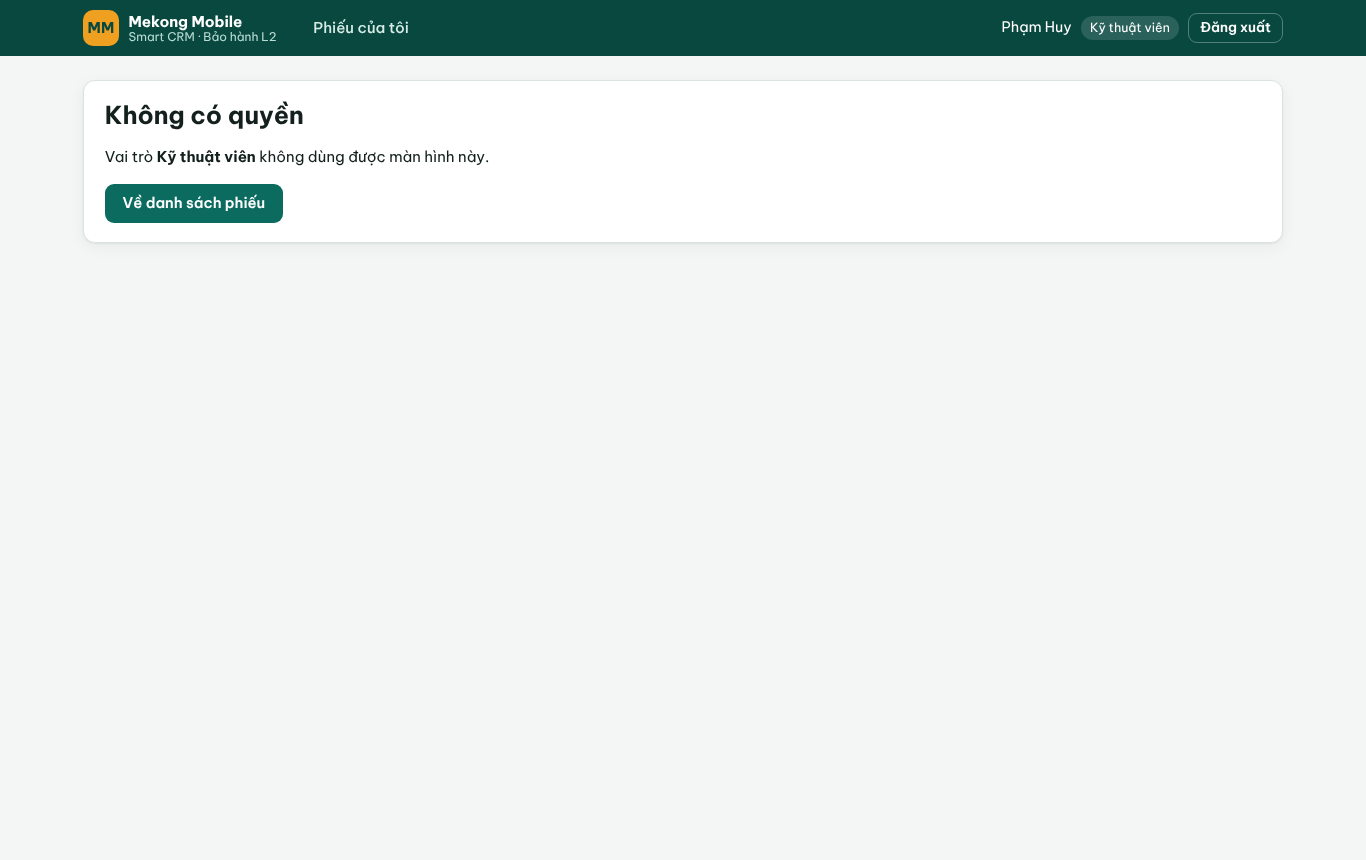 MM
Mekong Mobile
Smart CRM · Bảo hành L2
Phiếu của tôi
Phạm Huy
Kỹ thuật viên
Đăng xuất
Không có quyền
Vai trò Kỹ thuật viên không dùng được màn hình này.
Về danh sách phiếu